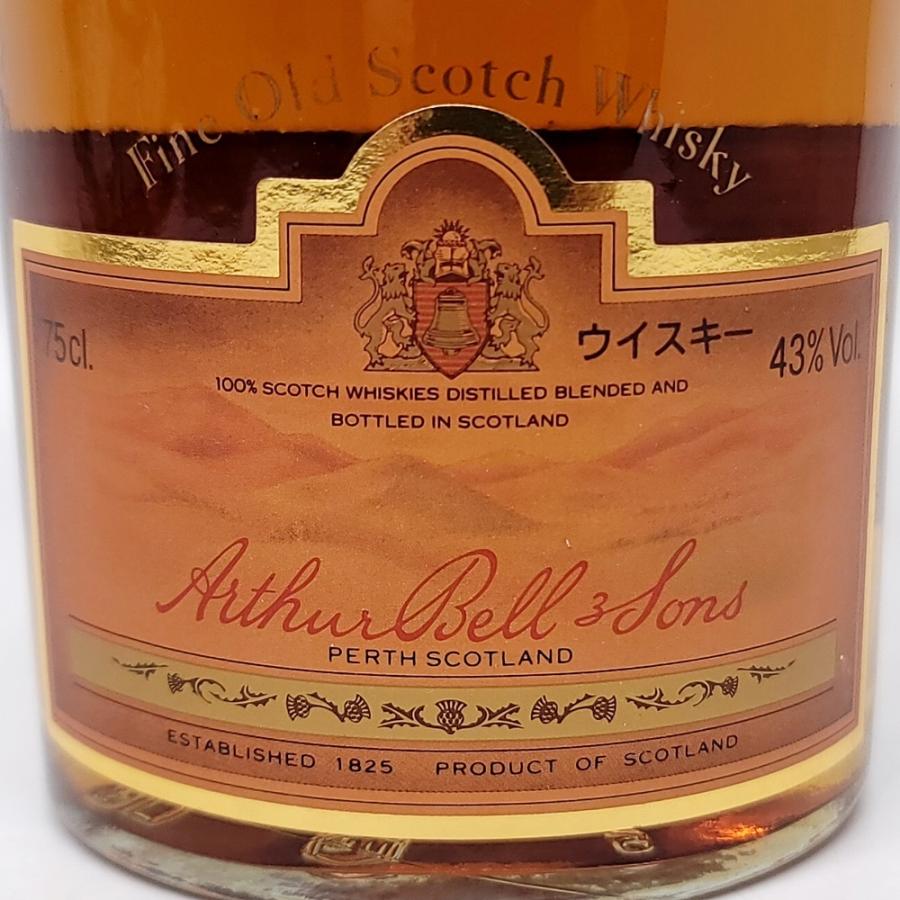 Fine Old Scotch Whisky
75cl.
ウイスキー
43% Vol.
100% SCOTCH WHISKIES DISTILLED BLENDED AND
BOTTLED IN SCOTLAND
Arthur Bell & Sons
PERTH SCOTLAND
ESTABLISHED 1825 PRODUCT OF SCOTLAND